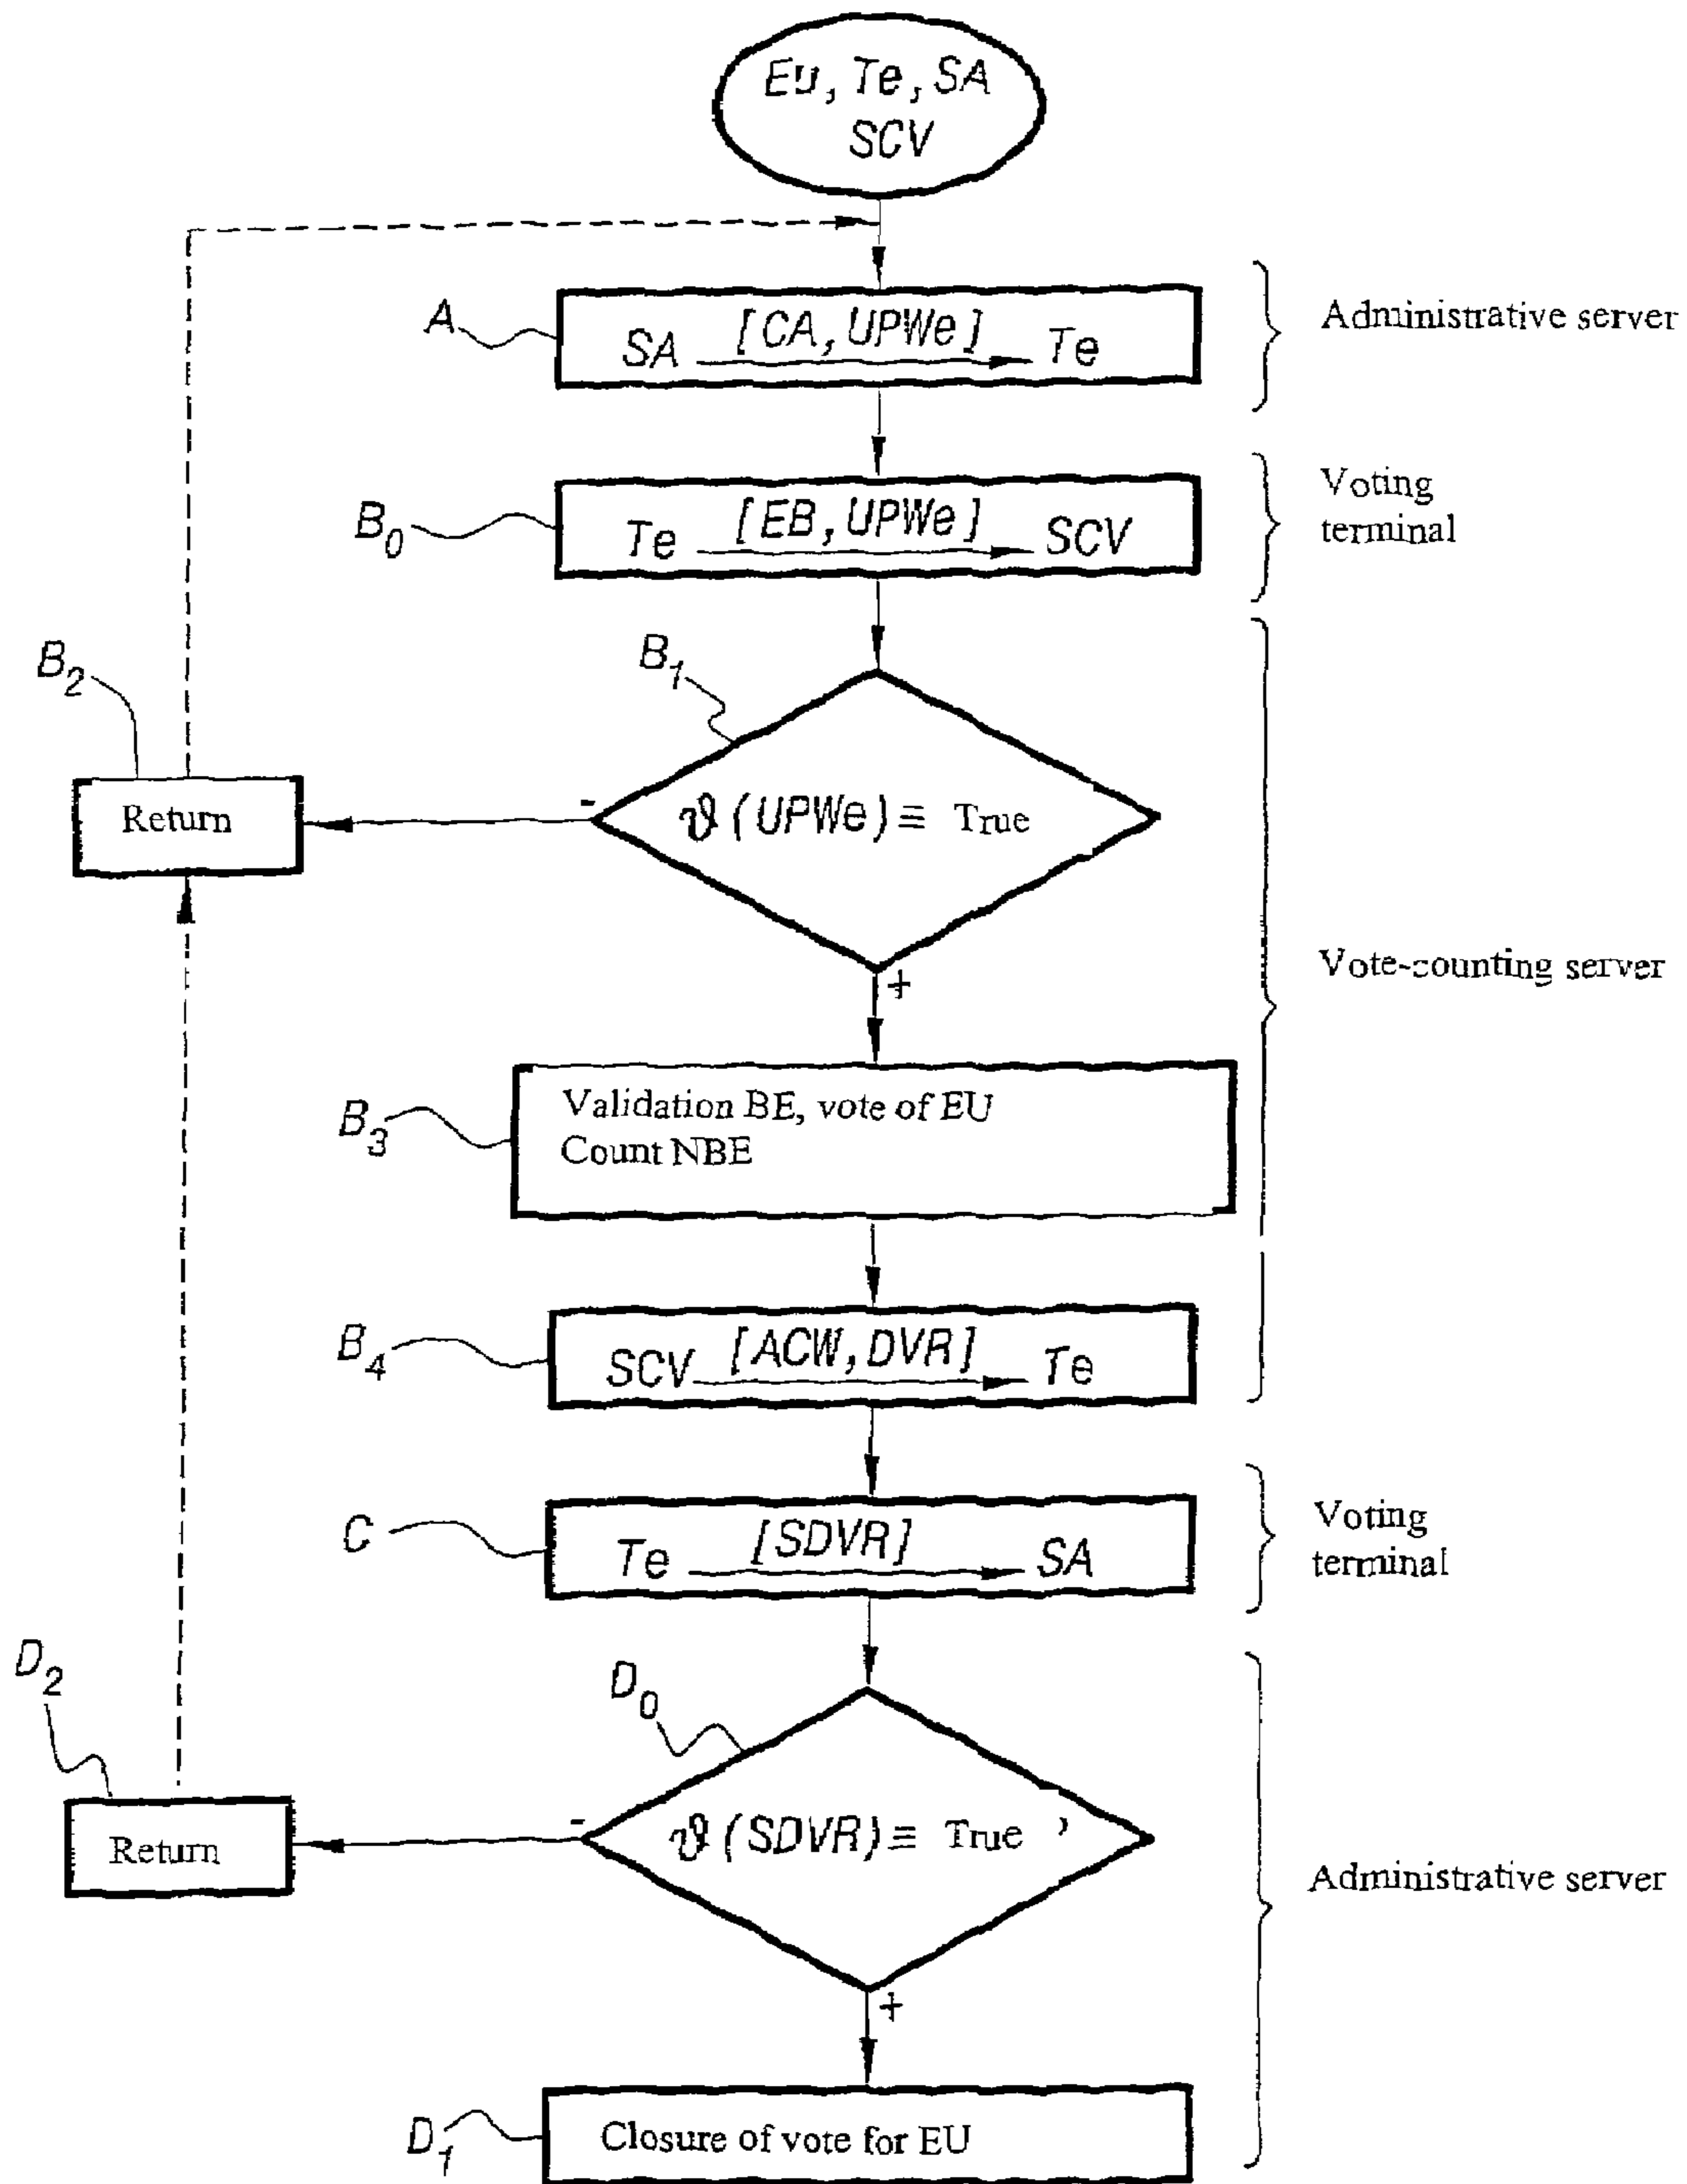 Eu, Te, SA
SCV
A
SA [CA, UPWe] Te
Administrative server
B0
Te [EB, UPWe] SCV
Voting
terminal
B2
B1
Return
-
ϑ (UPWe) ≡ True
+
Vote-counting server
B3
Validation BE, vote of EU
Count NBE
B4
SCV [ACW, DVR] Te
C
Te [SDVR] SA
Voting
terminal
D2
D0
Return
-
ϑ (SDVR) ≡ True
+
Administrative server
D1
Closure of vote for EU